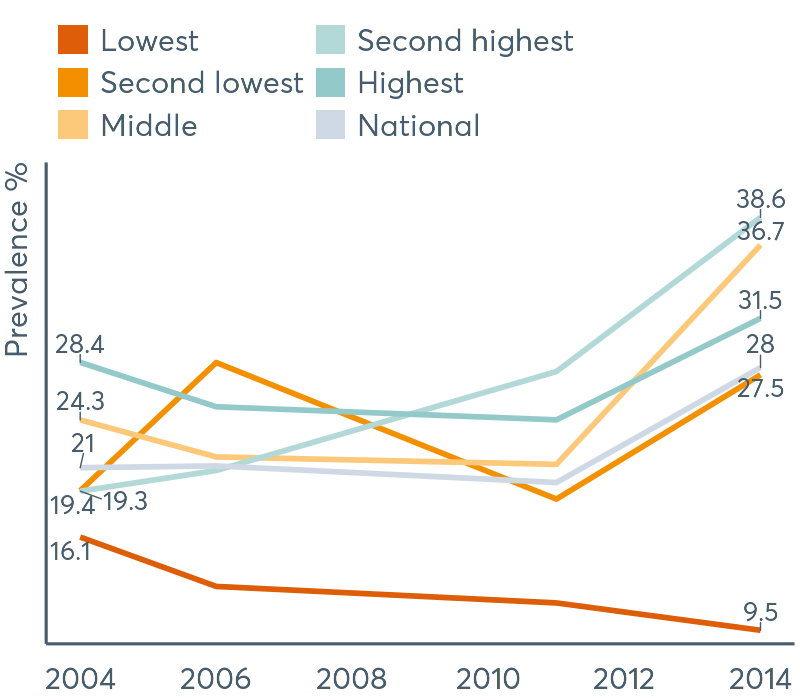 Lowest
Second lowest
Middle
Second highest
Highest
National
Prevalence %
38.6
36.7
31.5
28
27.5
28.4
24.3
21
19.4
19.3
16.1
9.5
2004 2006 2008 2010 2012 2014